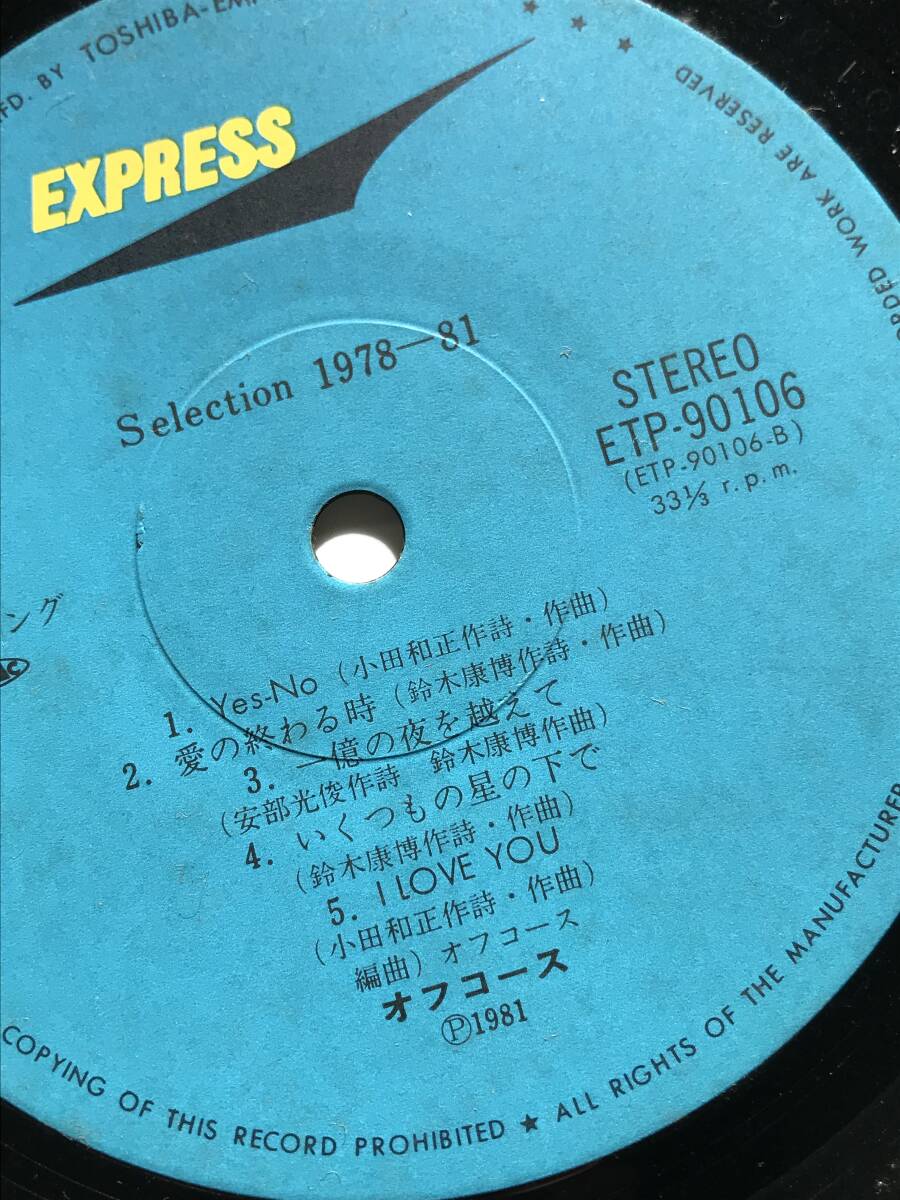 MFD. BY TOSHIBA-EM
★ ★ ★
ORDED WORK ARE RESERVED
EXPRESS
Selection 1978—81
STEREO
ETP-90106
(ETP-90106-B)
33⅓ r.p.m.
ング
1. Yes-No (小田和正作詩・作曲)
2. 愛の終わる時 (鈴木康博作詩・作曲)
3. 一億の夜を越えて
(安部光俊作詩 鈴木康博作曲)
4. いくつもの星の下で
(鈴木康博作詩・作曲)
5. I LOVE YOU
(小田和正作詩・作曲)
編曲) オフコース
オフコース
Ⓟ1981
COPYING OF THIS RECORD PROHIBITED ★ ALL RIGHTS OF THE MANUFACTURER